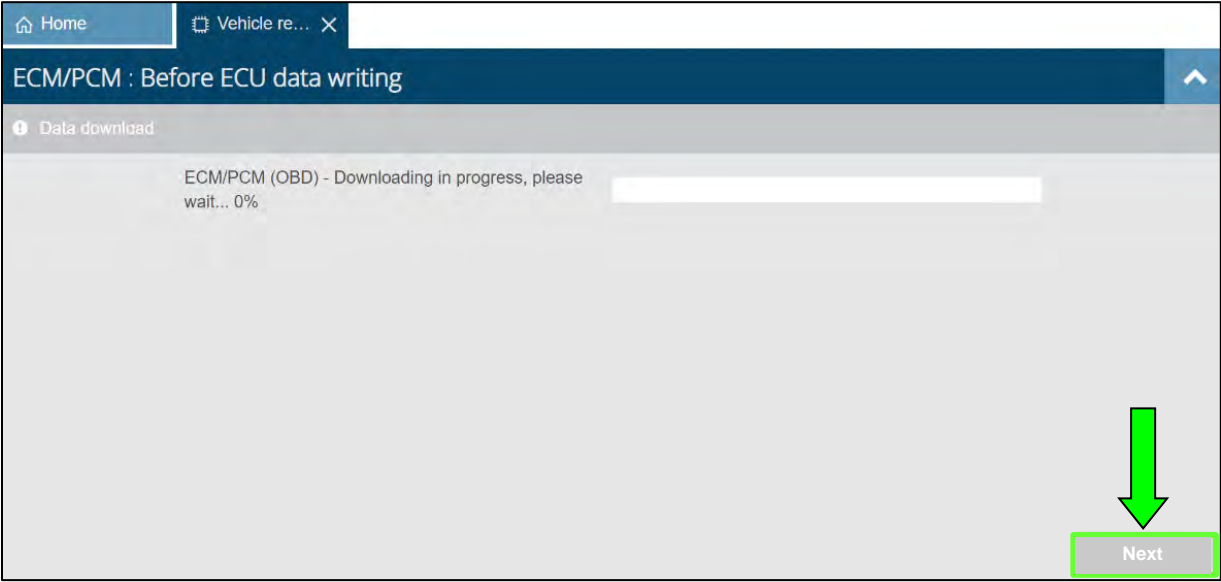 Home
Vehicle re...
ECM/PCM : Before ECU data writing
Data download
ECM/PCM (OBD) - Downloading in progress, please
wait... 0%
Next